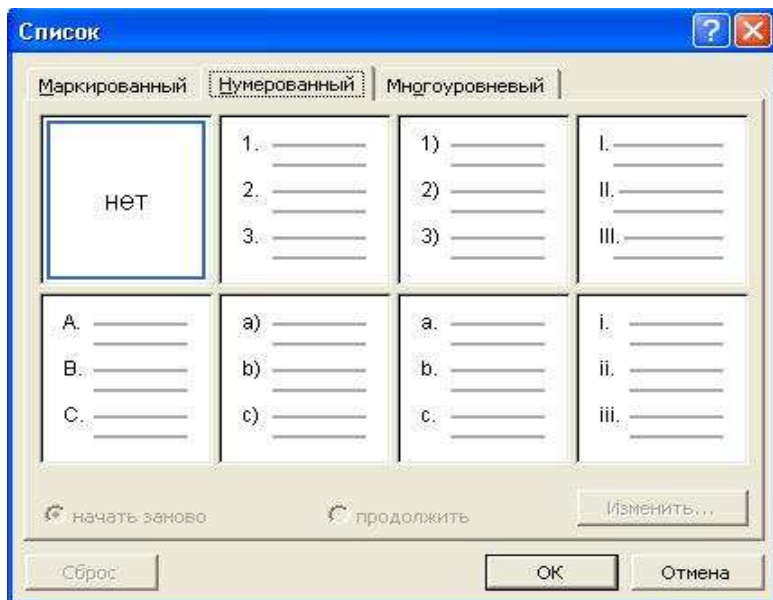 Список
Маркированный Нумерованный Многоуровневый
нет
1.
2.
3.
1)
2)
3)
I.
II.
III.
A.
B.
C.
a)
b)
c)
a.
b.
c.
i.
ii.
iii.
начать заново продолжить Изменить...
Сброс ОК Отмена